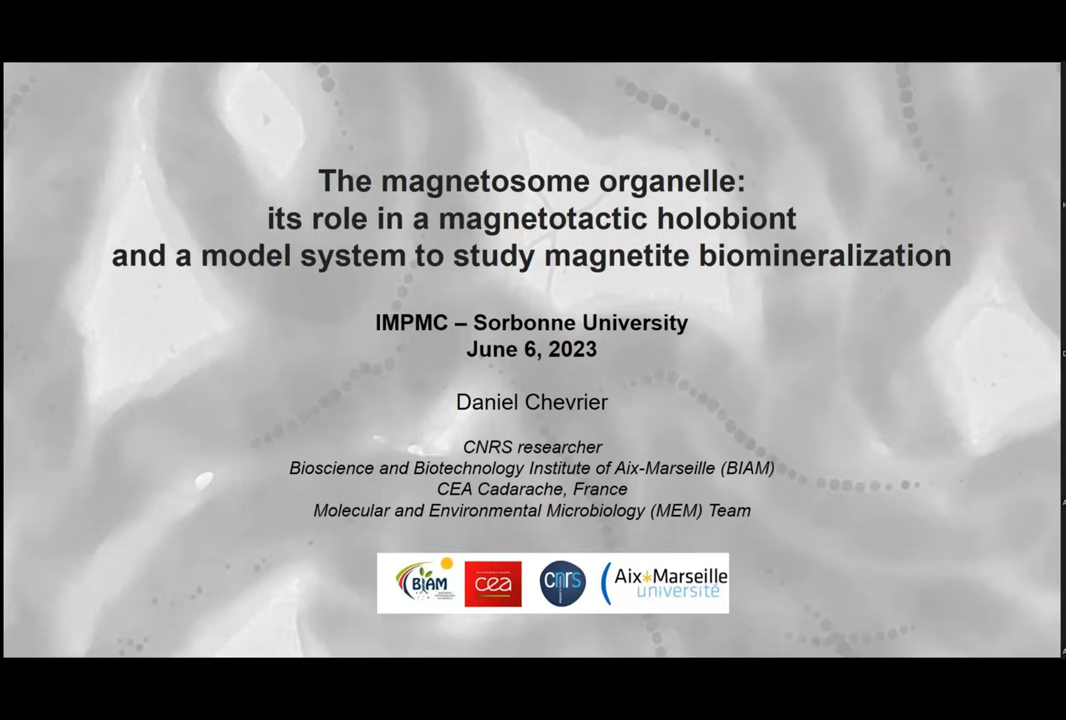 The magnetosome organelle:
its role in a magnetotactic holobiont
and a model system to study magnetite biomineralization
IMPMC – Sorbonne University
June 6, 2023
Daniel Chevrier
CNRS researcher
Bioscience and Biotechnology Institute of Aix-Marseille (BIAM)
CEA Cadarache, France
Molecular and Environmental Microbiology (MEM) Team
BIAM
cea
cnrs
Aix*Marseille
université